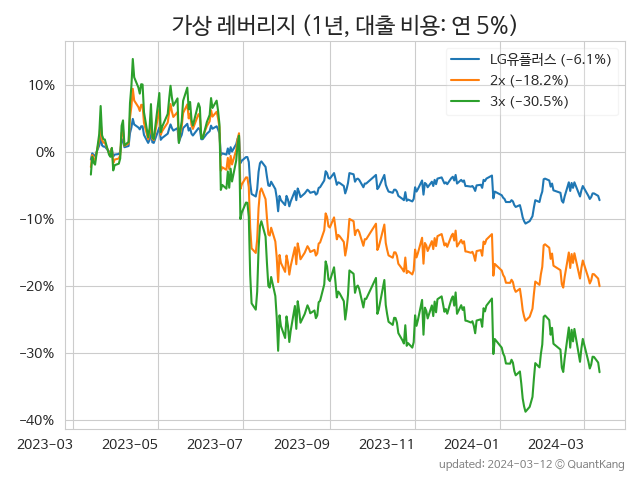 가상 레버리지 (1년, 대출 비용: 연 5%)
LG유플러스 (−6.1%)
2x (−18.2%)
3x (−30.5%)
10%
0%
−10%
−20%
−30%
−40%
2023-03 2023-05 2023-07 2023-09 2023-11 2024-01 2024-03
updated: 2024-03-12 © QuantKang